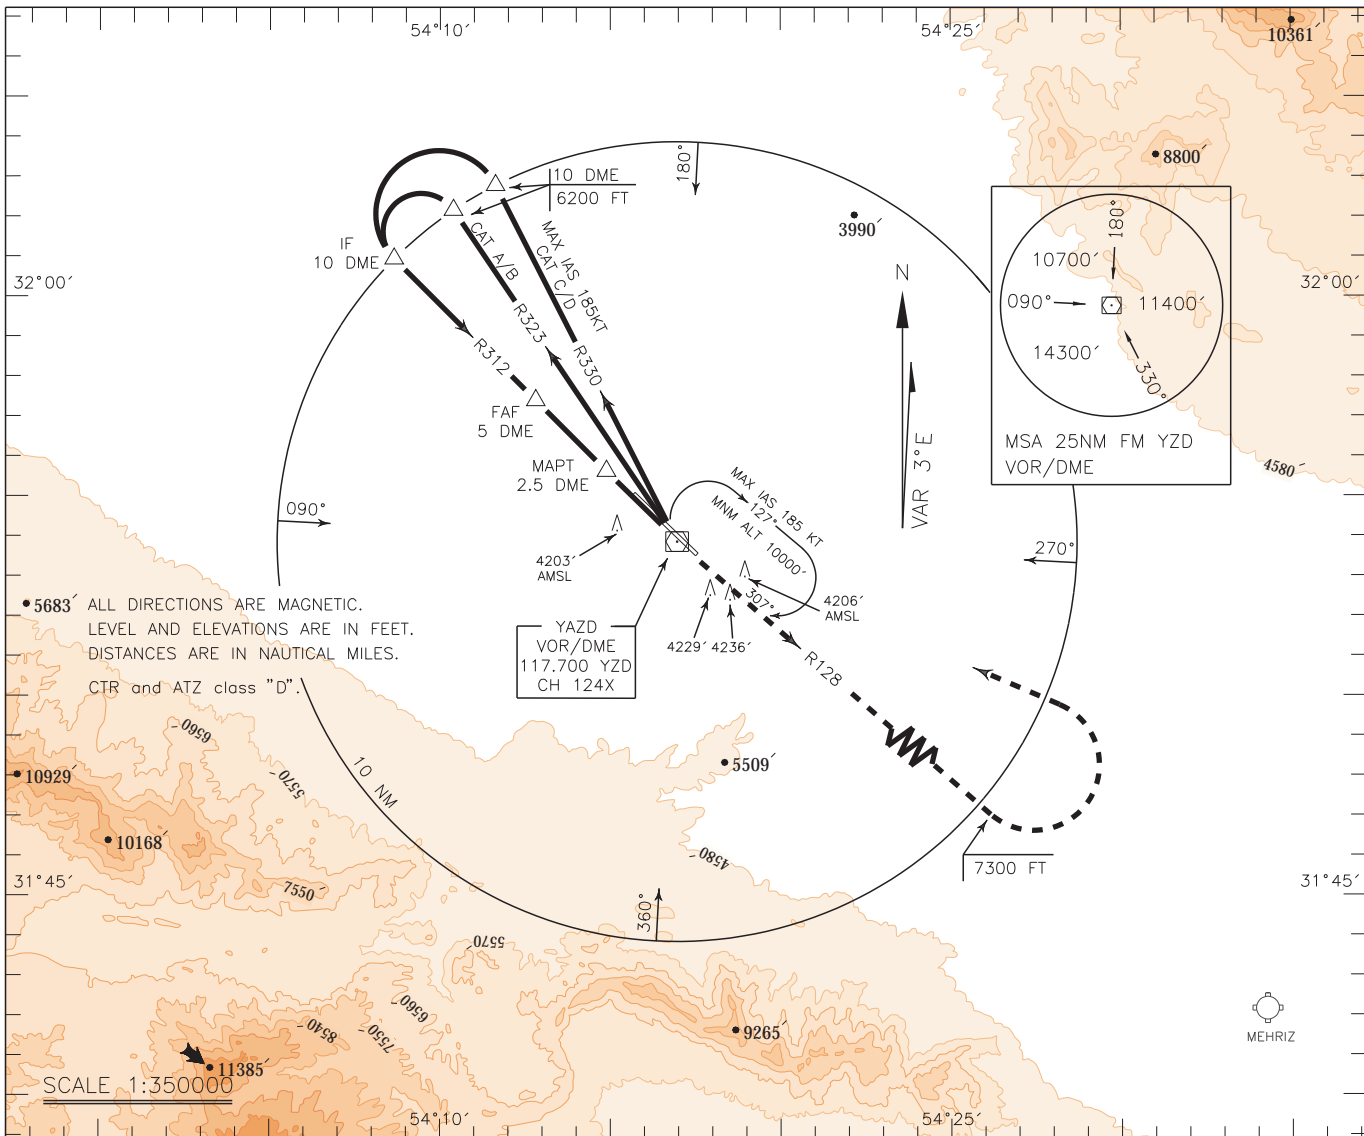 54°10′
54°25′
10361′
8800′
180°
10 DME
6200 FT
3990′
IF
10 DME
CAT A/B
MAX IAS 185KT
CAT C/D
N
180°
10700′
090°
11400′
14300′
330°
MSA 25NM FM YZD
VOR/DME
32°00′
32°00′
R323
R312
R330
FAF
5 DME
VAR 3°E
4580′
MAPT
2.5 DME
MAX IAS 185 KT
127°
MNM ALT 10000′
090°
270°
4203′
AMSL
307°
4206′
AMSL
4229′
4236′
5683′
ALL DIRECTIONS ARE MAGNETIC.
LEVEL AND ELEVATIONS ARE IN FEET.
DISTANCES ARE IN NAUTICAL MILES.
CTR and ATZ class "D".
YAZD
VOR/DME
117.700 YZD
CH 124X
R128
6560′
5570′
10929′
10 NM
5509′
10168′
4580′
7300 FT
31°45′
31°45′
7550′
360°
5570′
6560′
8540′
7550′
9265′
MEHRIZ
11385′
SCALE 1:350000
54°10′
54°25′